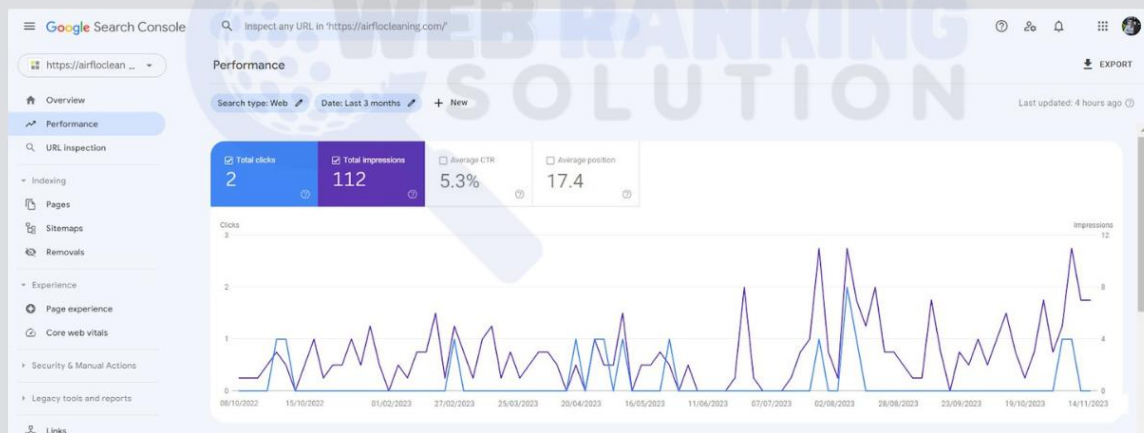 WEB RANKING
SOLUTION
Google Search Console
Inspect any URL in 'https://airflocleaning.com/'
https://airfloclean ...
Performance
EXPORT
Search type: Web
Date: Last 3 months
+ New
Last updated: 4 hours ago
Overview
Performance
URL inspection
Indexing
Pages
Sitemaps
Removals
Experience
Page experience
Core web vitals
Security & Manual Actions
Legacy tools and reports
Links
Total clicks
2
Total impressions
112
Average CTR
5.3%
Average position
17.4
Clicks
3
2
1
0
Impressions
12
8
4
0
08/10/2022 15/10/2022 01/02/2023 27/02/2023 25/03/2023 20/04/2023 16/05/2023 11/06/2023 07/07/2023 02/08/2023 28/08/2023 23/09/2023 19/10/2023 14/11/2023